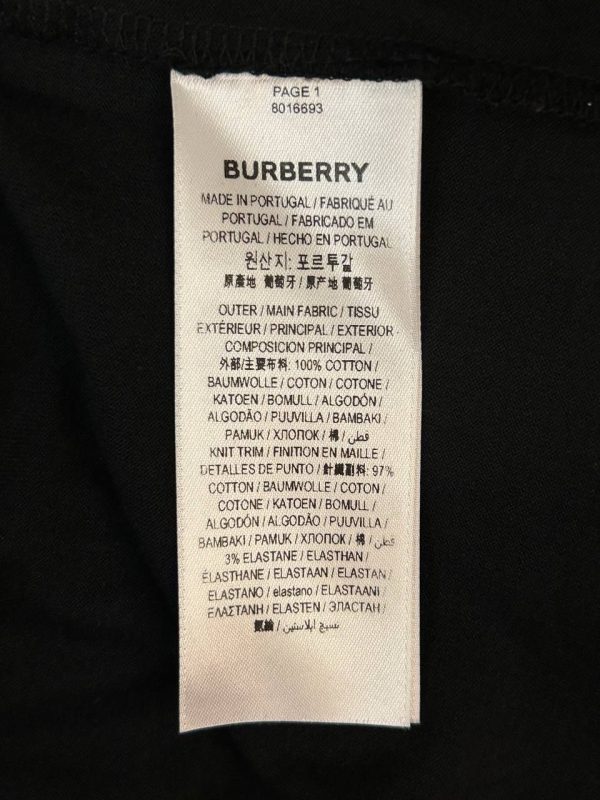 PAGE 1
8016693
BURBERRY
MADE IN PORTUGAL / FABRIQUÉ AU
PORTUGAL / FABRICADO EM
PORTUGAL / HECHO EN PORTUGAL
원산지: 포르투갈
原產地 葡萄牙 / 原产地 葡萄牙
OUTER / MAIN FABRIC / TISSU
EXTÉRIEUR / PRINCIPAL / EXTERIOR -
COMPOSICION PRINCIPAL /
外部/主要布料: 100% COTTON /
BAUMWOLLE / COTON / COTONE /
KATOEN / BOMULL / ALGODÓN /
ALGODÃO / PUUVILLA / BAMBAKI /
PAMUK / ХЛОПОК / 棉 / قطن /
KNIT TRIM / FINITION EN MAILLE /
DETALLES DE PUNTO / 針織副料: 97%
COTTON / BAUMWOLLE / COTON /
COTONE / KATOEN / BOMULL /
ALGODÓN / ALGODÃO / PUUVILLA /
BAMBAKI / PAMUK / ХЛОПОК / 棉 / قطن /
3% ELASTANE / ELASTHAN /
ÉLASTHANE / ELASTAAN / ELASTAN /
ELASTANO / elastano / ELASTAANI /
ΕΛΑΣΤΑΝΗ / ELASTEN / ЭЛАСТАН /
氨綸 / نسيج ايلاستين /